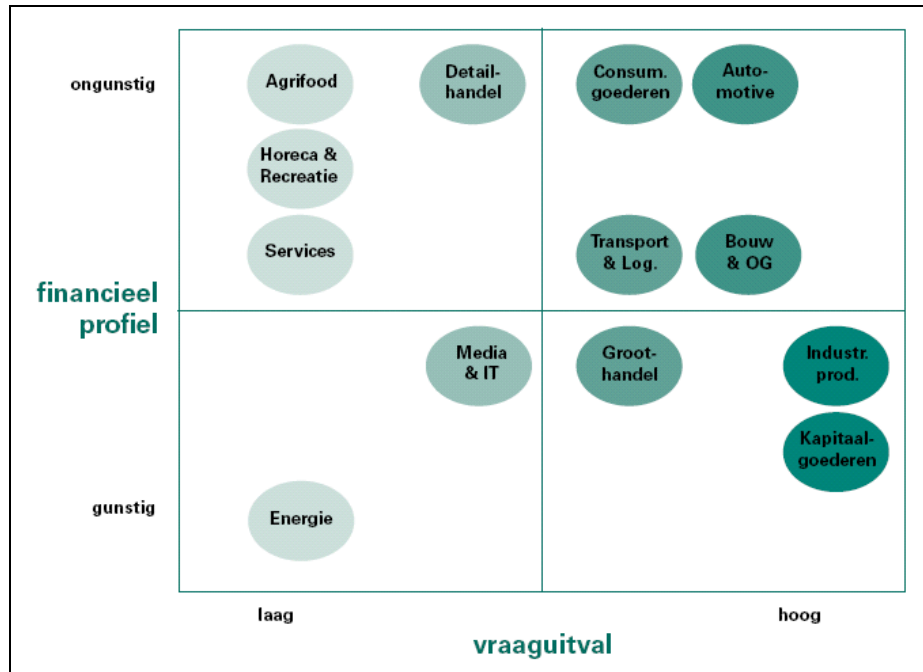 ongunstig
Agrifood
Detail-
handel
Consum.
goederen
Auto-
motive
Horeca &
Recreatie
Services
Transport
& Log.
Bouw
& OG
financieel
profiel
Media
& IT
Groot-
handel
Industr.
prod.
Kapitaal-
goederen
gunstig
Energie
laag
hoog
vraaguitval